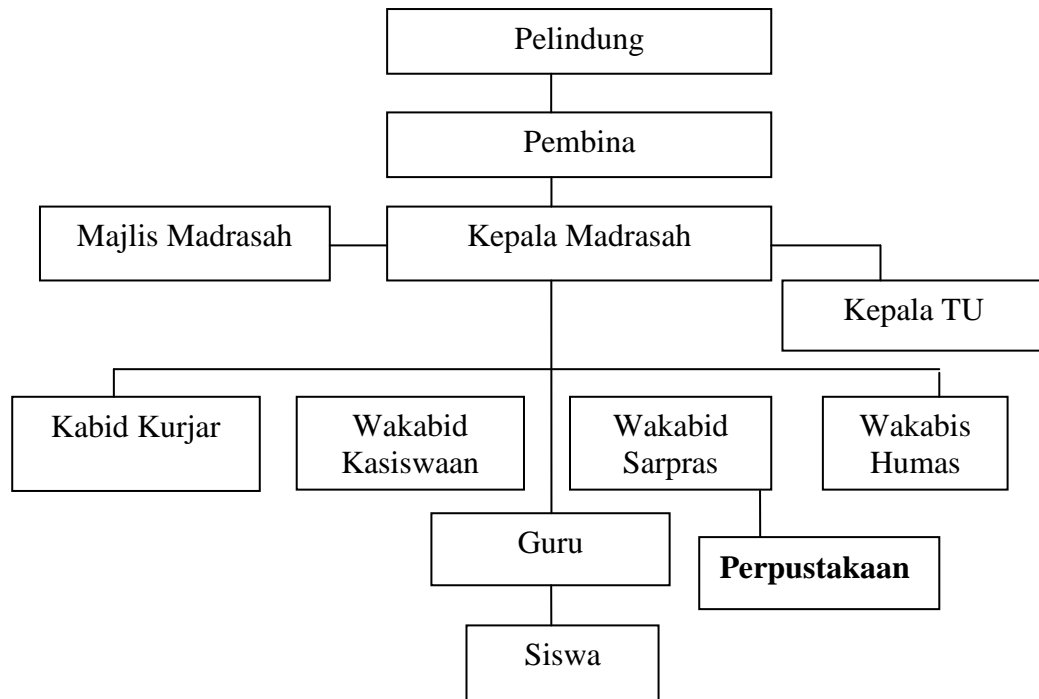 Pelindung
Pembina
Majlis Madrasah
Kepala Madrasah
Kepala TU
Kabid Kurjar
Wakabid
Kasiswaan
Wakabid
Sarpras
Wakabis
Humas
Guru
Perpustakaan
Siswa